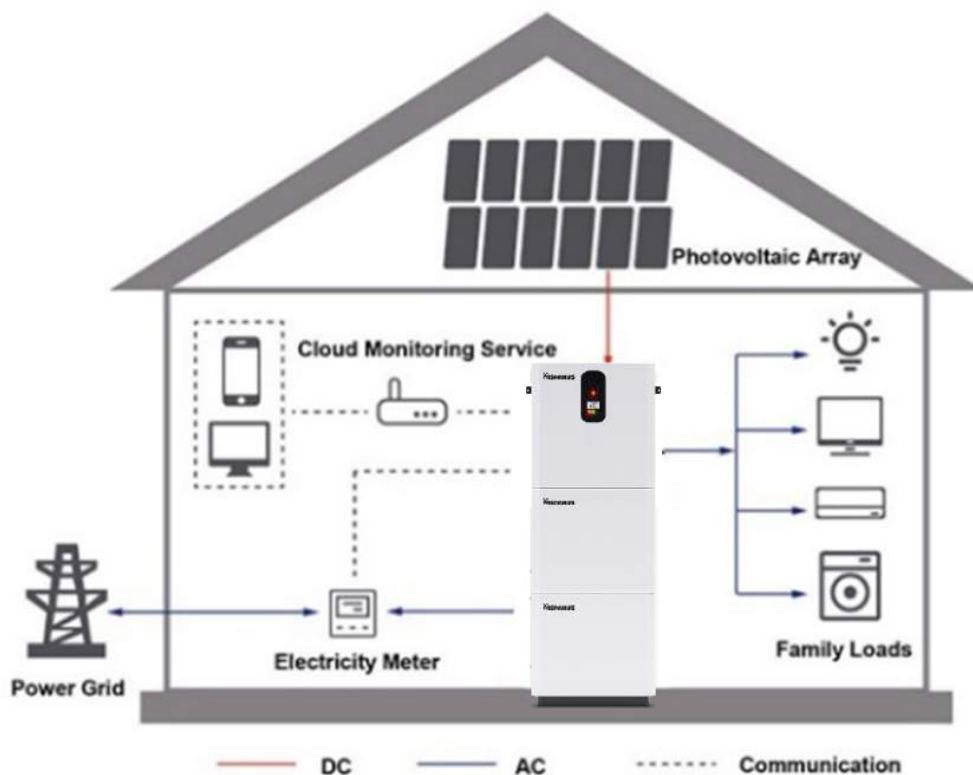 Photovoltaic Array
Cloud Monitoring Service
Electricity Meter
Family Loads
Power Grid
DC
AC
Communication